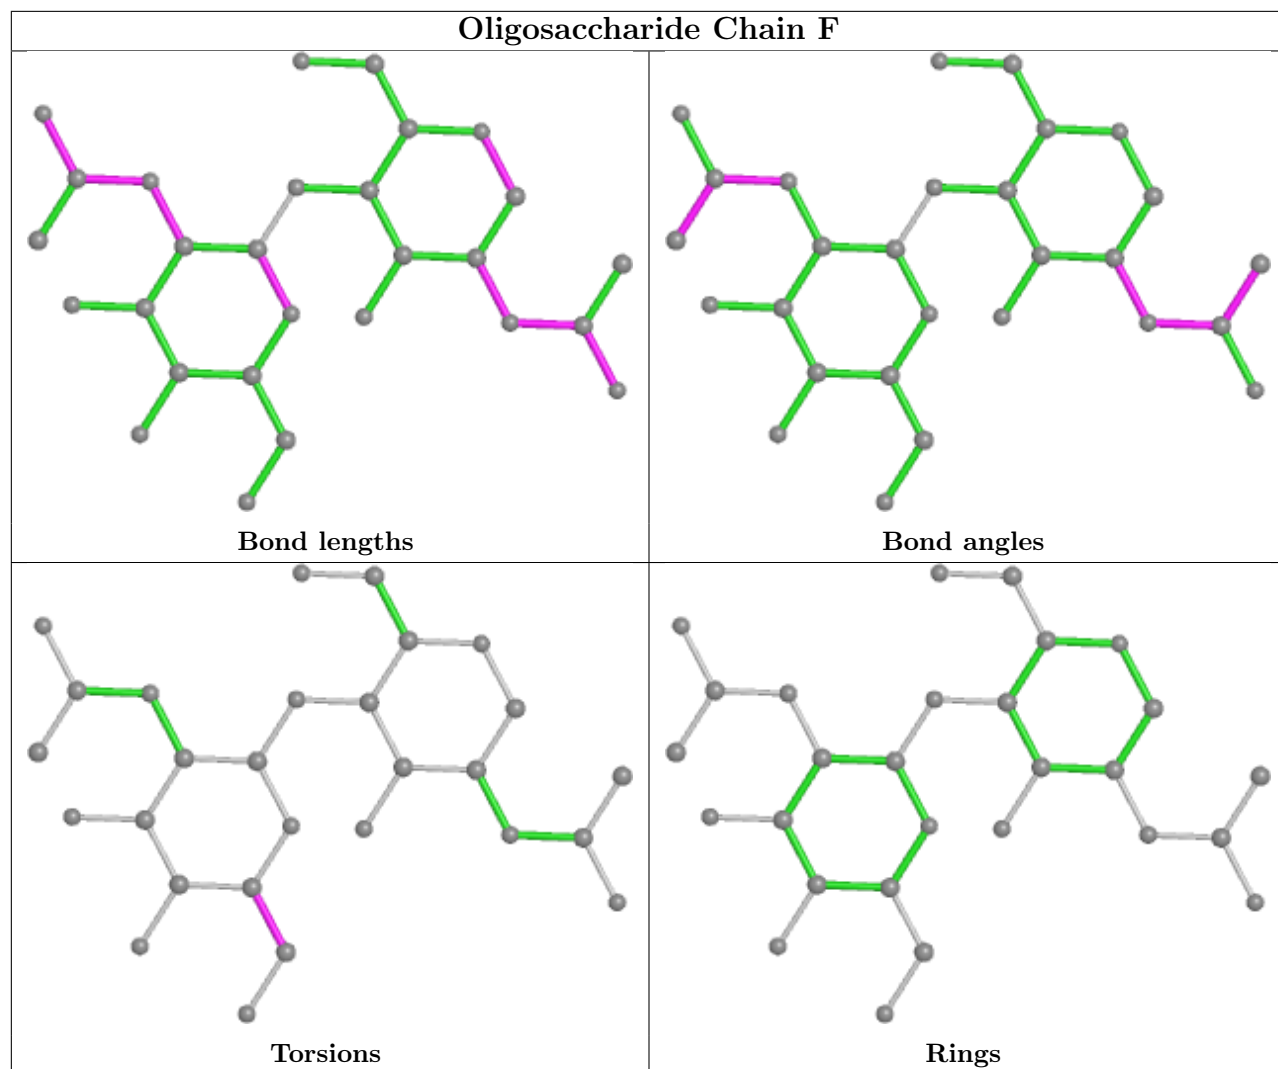 Oligosaccharide Chain F
Bond lengths
Bond angles
Torsions
Rings